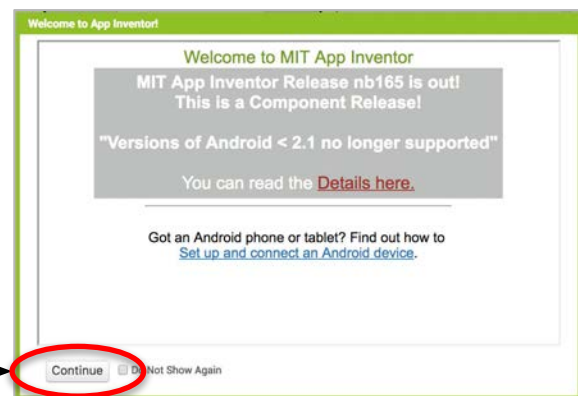 Welcome to App Inventor!
Welcome to MIT App Inventor
MIT App Inventor Release nb165 is out!
This is a Component Release!
"Versions of Android < 2.1 no longer supported"
You can read the Details here.
Got an Android phone or tablet? Find out how to
Set up and connect an Android device.
Continue Do Not Show Again